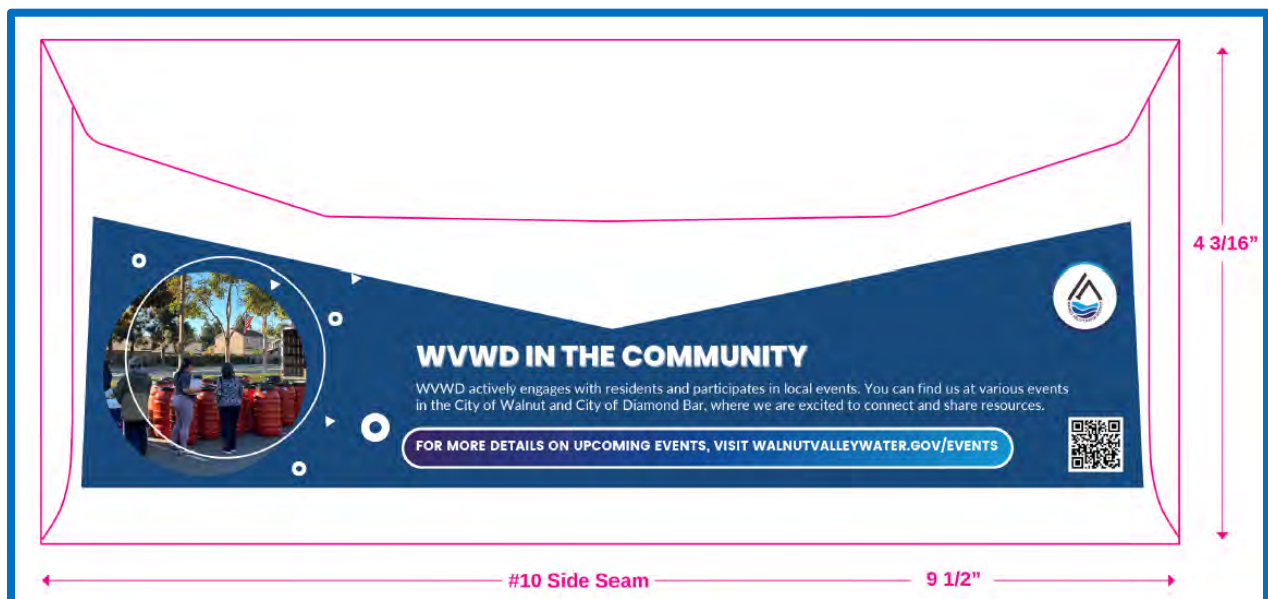 4 3/16”
WVWD IN THE COMMUNITY
WVWD actively engages with residents and participates in local events. You can find us at various events
in the City of Walnut and City of Diamond Bar, where we are excited to connect and share resources.
FOR MORE DETAILS ON UPCOMING EVENTS, VISIT WALNUTVALLEYWATER.GOV/EVENTS
#10 Side Seam
9 1/2”